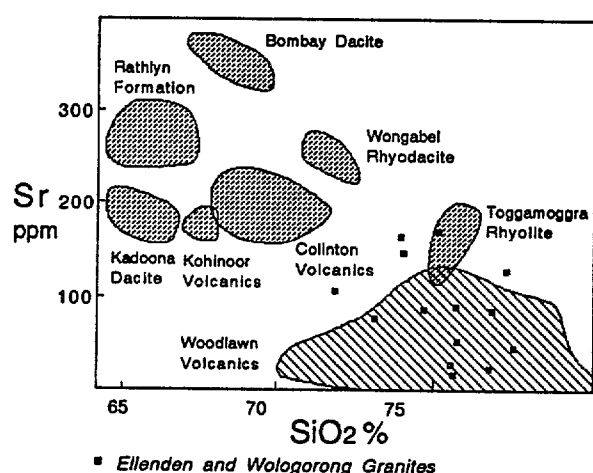 Bombay Dacite
Rathlyn
Formation
300
Wongabel
Rhyodacite
Sr
ppm
200
Toggamoggra
Rhyolite
Kadoona
Dacite
Kohinoor
Volcanics
Colinton
Volcanics
100
Woodlawn
Volcanics
0
65
70
75
SiO2 %
■ Ellenden and Wologorong Granites